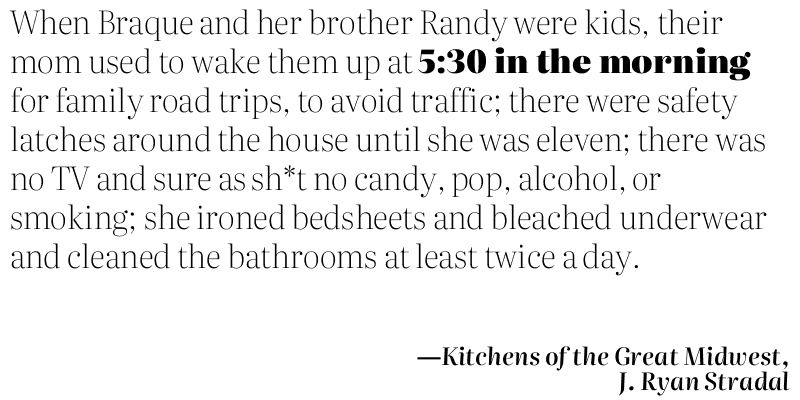 When Braque and her brother Randy were kids, their
mom used to wake them up at 5:30 in the morning
for family road trips, to avoid traffic; there were safety
latches around the house until she was eleven; there was
no TV and sure as sh*t no candy, pop, alcohol, or
smoking; she ironed bedsheets and bleached underwear
and cleaned the bathrooms at least twice a day.
—Kitchens of the Great Midwest,
J. Ryan Stradal